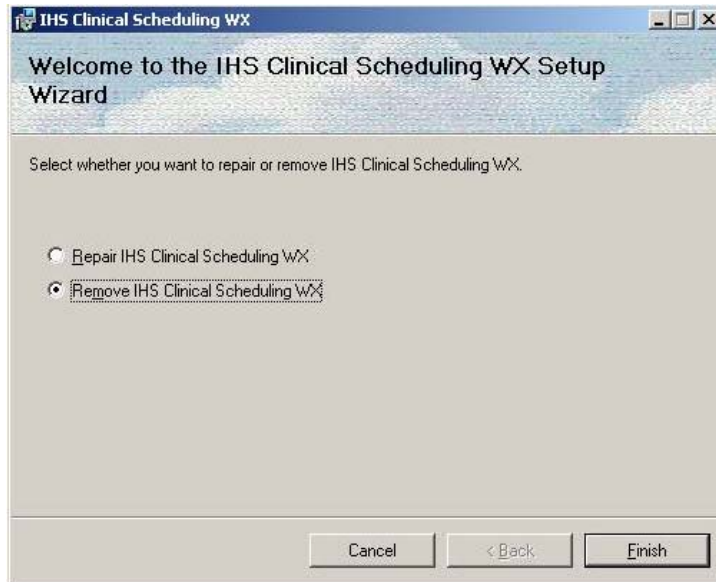 IHS Clinical Scheduling WX
Welcome to the IHS Clinical Scheduling WX Setup
Wizard
Select whether you want to repair or remove IHS Clinical Scheduling WX.
Repair IHS Clinical Scheduling WX
Remove IHS Clinical Scheduling WX
Cancel
< Back
Finish